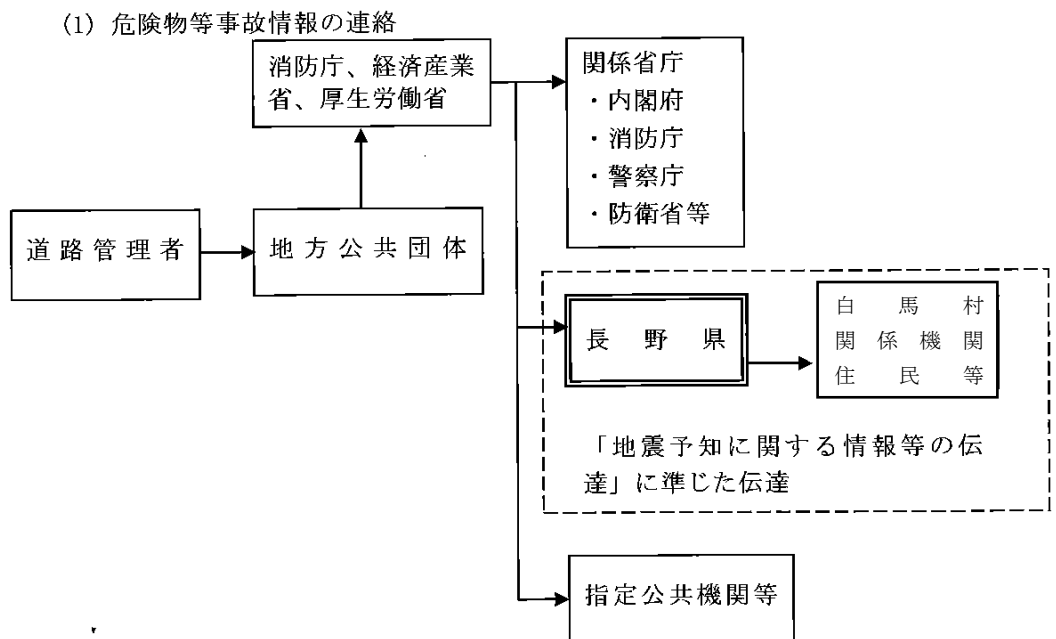 (1) 危険物等事故情報の連絡
消防庁、経済産業
省、厚生労働省
関係省庁
・内閣府
・消防庁
・警察庁
・防衛省等
道路管理者
地方公共団体
長野県
白馬村
関係機関
住民等
「地震予知に関する情報等の伝
達」に準じた伝達
指定公共機関等